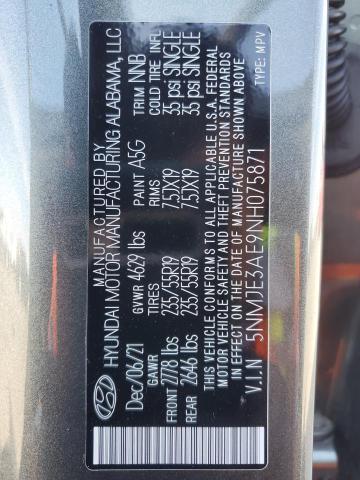 MANUFACTURED BY
HYUNDAI MOTOR MANUFACTURING ALABAMA, LLC
Dec/06/21 GVWR 4629 lbs PAINT A5G TRIM NNB
GAWR TIRES RIMS COLD TIRE INFL
FRONT 2778 lbs 235/55R19 7.5JX19 35 psi SINGLE
REAR 2646 lbs 235/55R19 7.5JX19 35 psi SINGLE
THIS VEHICLE CONFORMS TO ALL APPLICABLE U.S.A. FEDERAL
MOTOR VEHICLE SAFETY AND THEFT PREVENTION STANDARDS
IN EFFECT ON THE DATE OF MANUFACTURE SHOWN ABOVE.
V.I.N 5NMJE3AE9NH075871 TYPE: MPV